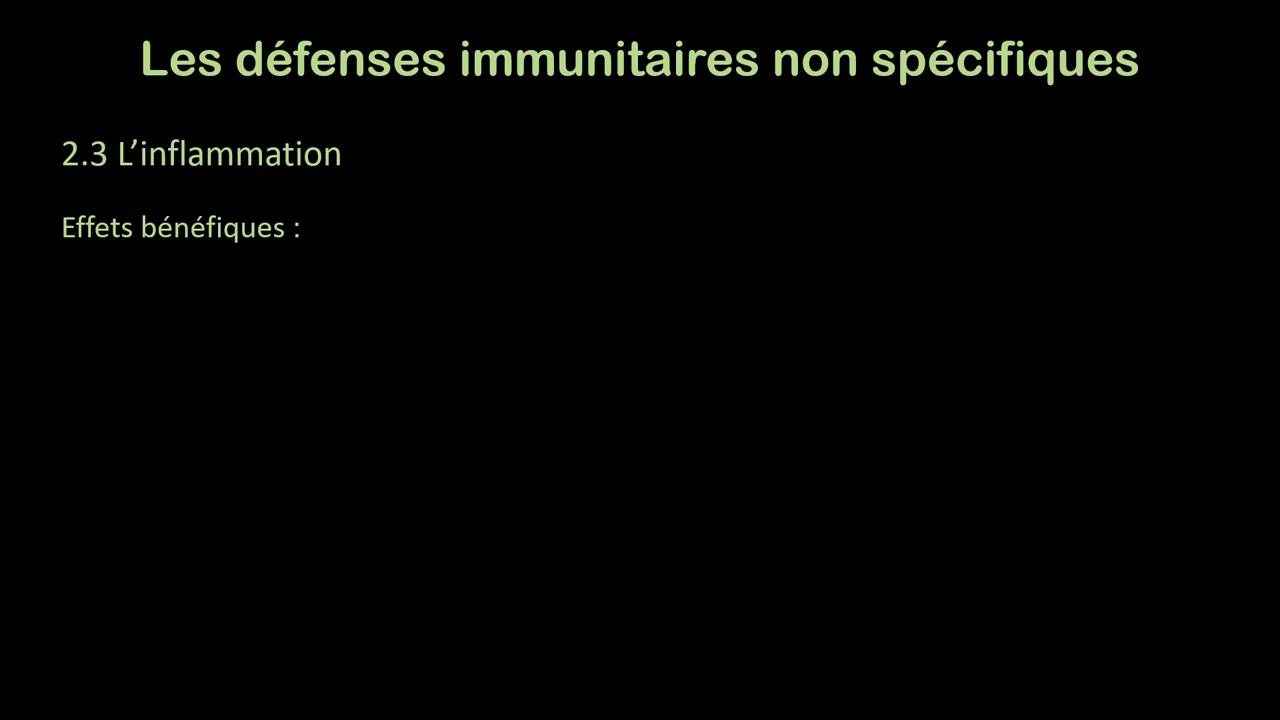 Les défenses immunitaires non spécifiques
2.3 L’inflammation
Effets bénéfiques :